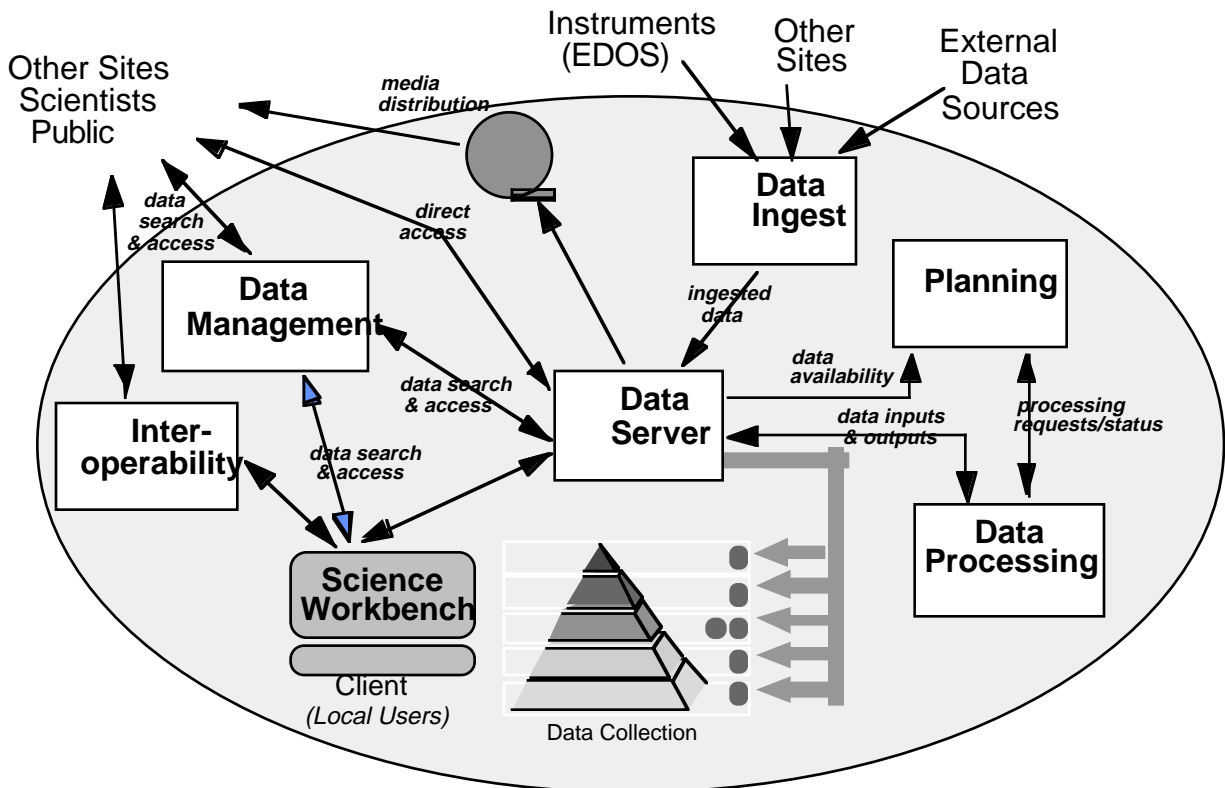 Instruments
(EDOS)
Other
Sites
External
Data
Sources
Other Sites
Scientists
Public
media
distribution
Data
Ingest
data
search
& access
direct
access
Planning
Data
Management
ingested
data
data
availability
data search
& access
Data
Server
data inputs
& outputs
processing
requests/status
Inter-
operability
data search
& access
Data
Processing
Science
Workbench
Client
(Local Users)
Data Collection